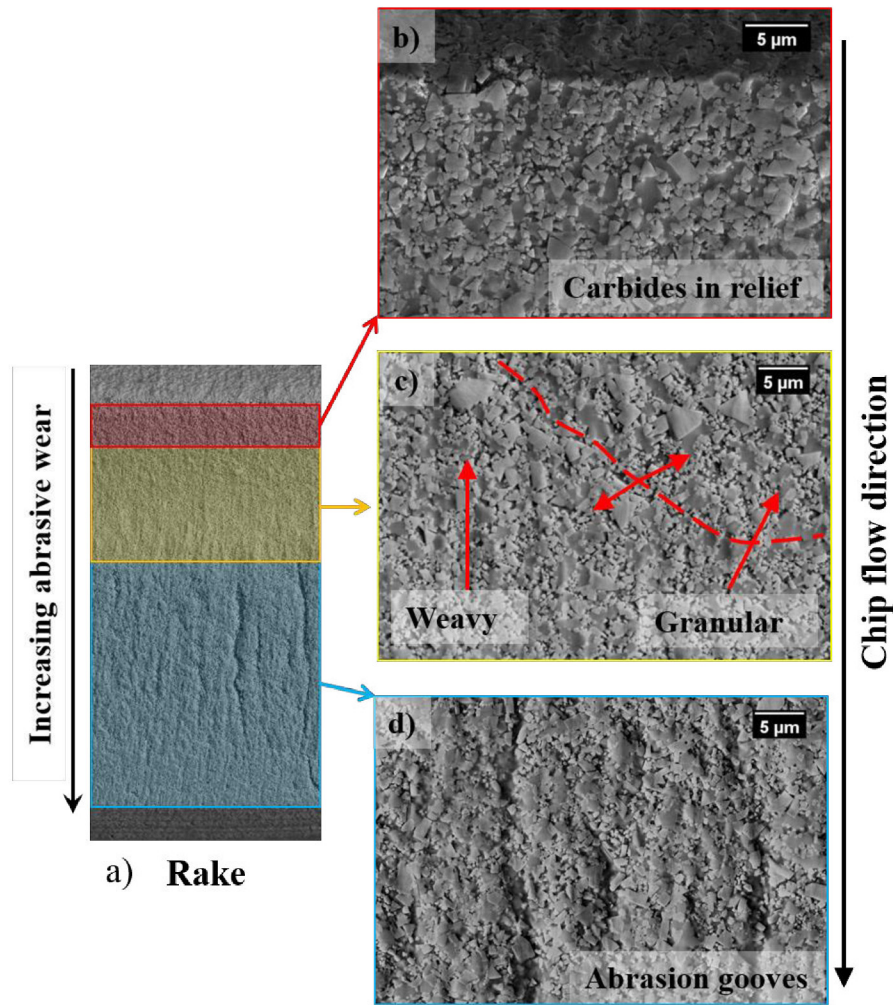 b)
5 µm
Carbides in relief
c)
5 µm
Weavy
Granular
d)
5 µm
Abrasion gooves
Increasing abrasive wear
a) Rake
Chip flow direction